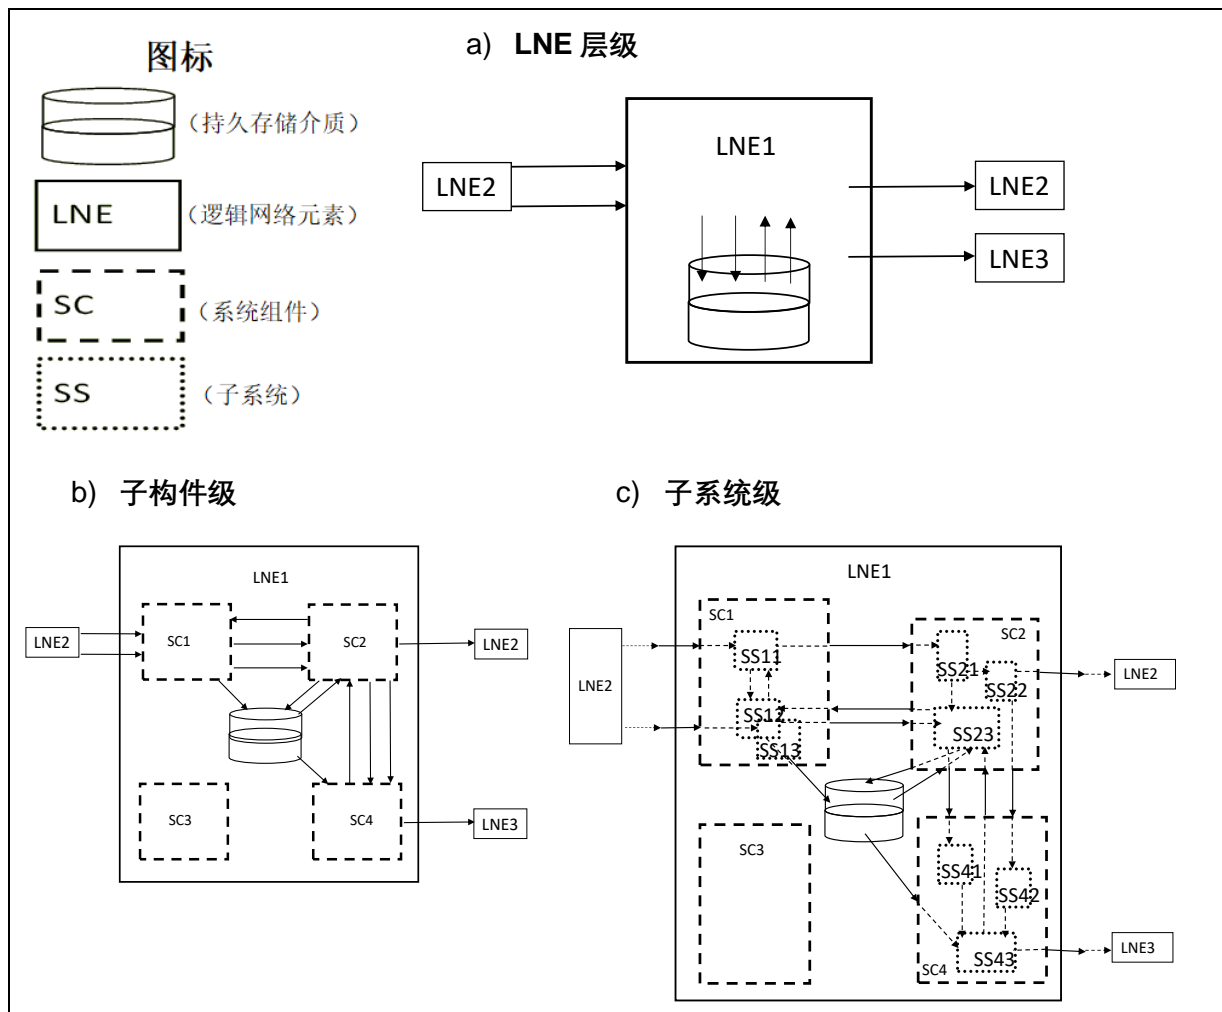 图标
(持久存储介质)
LNE
(逻辑网络元素)
SC
(系统组件)
SS
(子系统)
a) LNE 层级
LNE1
LNE2
LNE2
LNE3
b) 子构件级
LNE1
LNE2
SC1
SC2
LNE2
SC3
SC4
LNE3
c) 子系统级
LNE1
SC1
SC2
LNE2
SS11
SS21
SS22
LNE2
SS12
SS13
SS23
SC3
SS41
SS42
SS43
SC4
LNE3